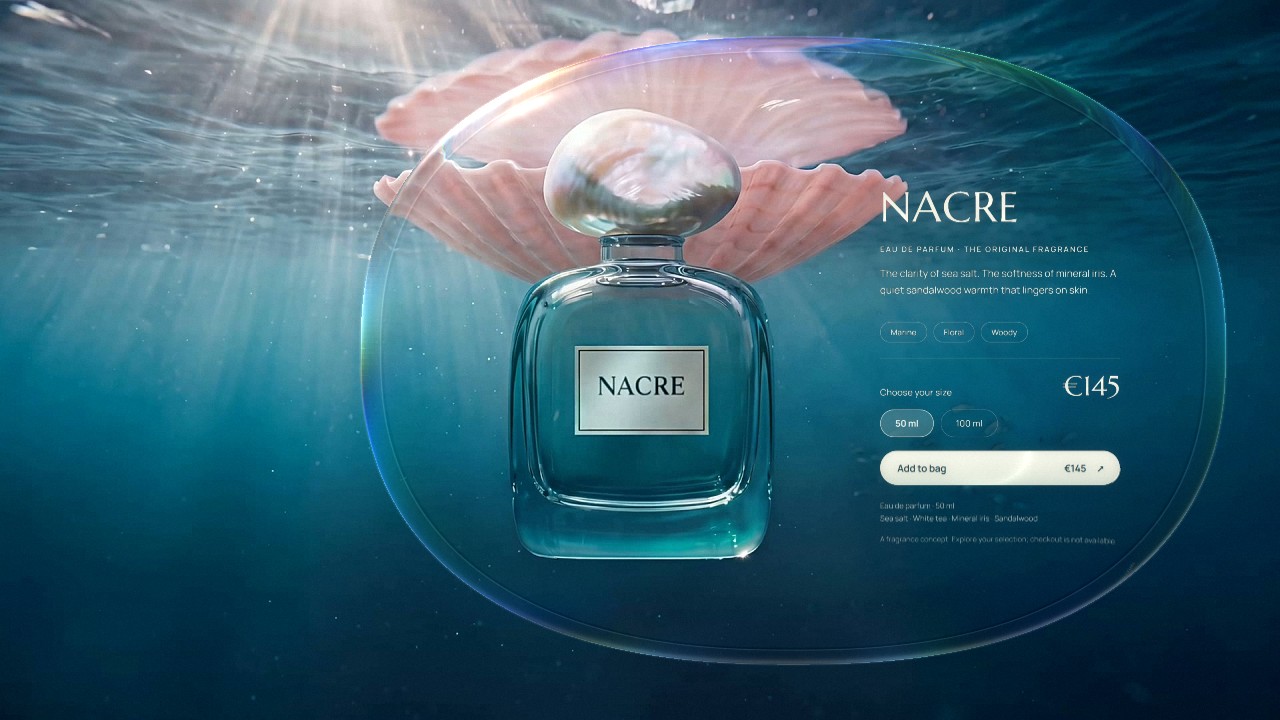 NACRE
NACRE
EAU DE PARFUM · THE ORIGINAL FRAGRANCE
The clarity of sea salt. The softness of mineral iris. A
quiet sandalwood warmth that lingers on skin.
Marine Floral Woody
Choose your size €145
50 ml 100 ml
Add to bag €145 ↗
Eau de parfum · 50 ml
Sea salt · White tea · Mineral iris · Sandalwood
A fragrance concept. Explore your selection; checkout is not available.